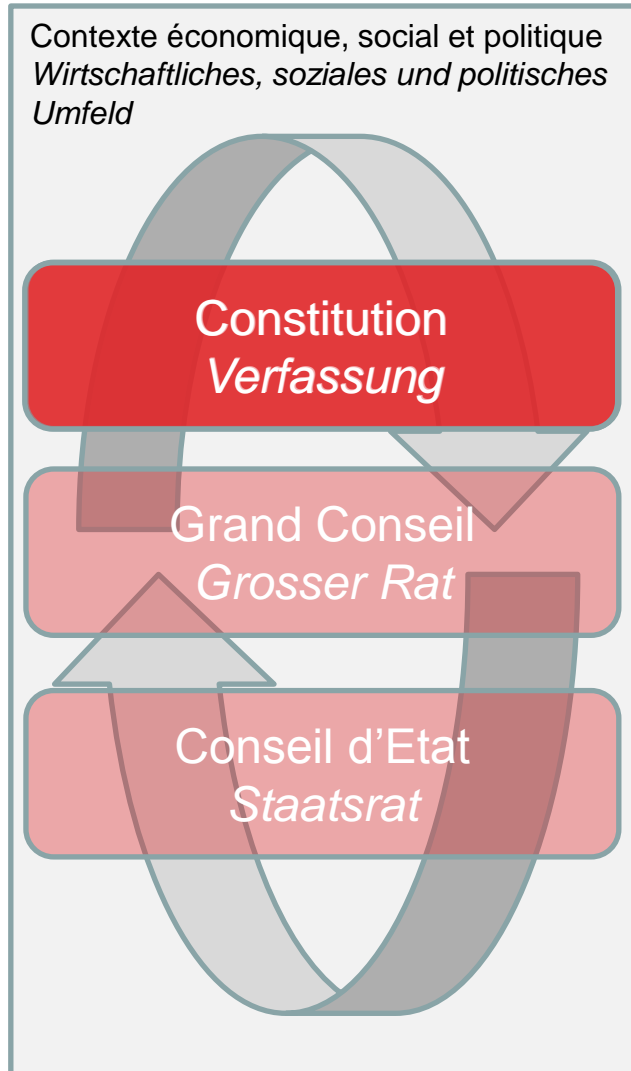 Contexte économique, social et politique
Wirtschaftliches, soziales und politisches
Umfeld
Constitution
Verfassung
Grand Conseil
Grosser Rat
Conseil d’Etat
Staatsrat